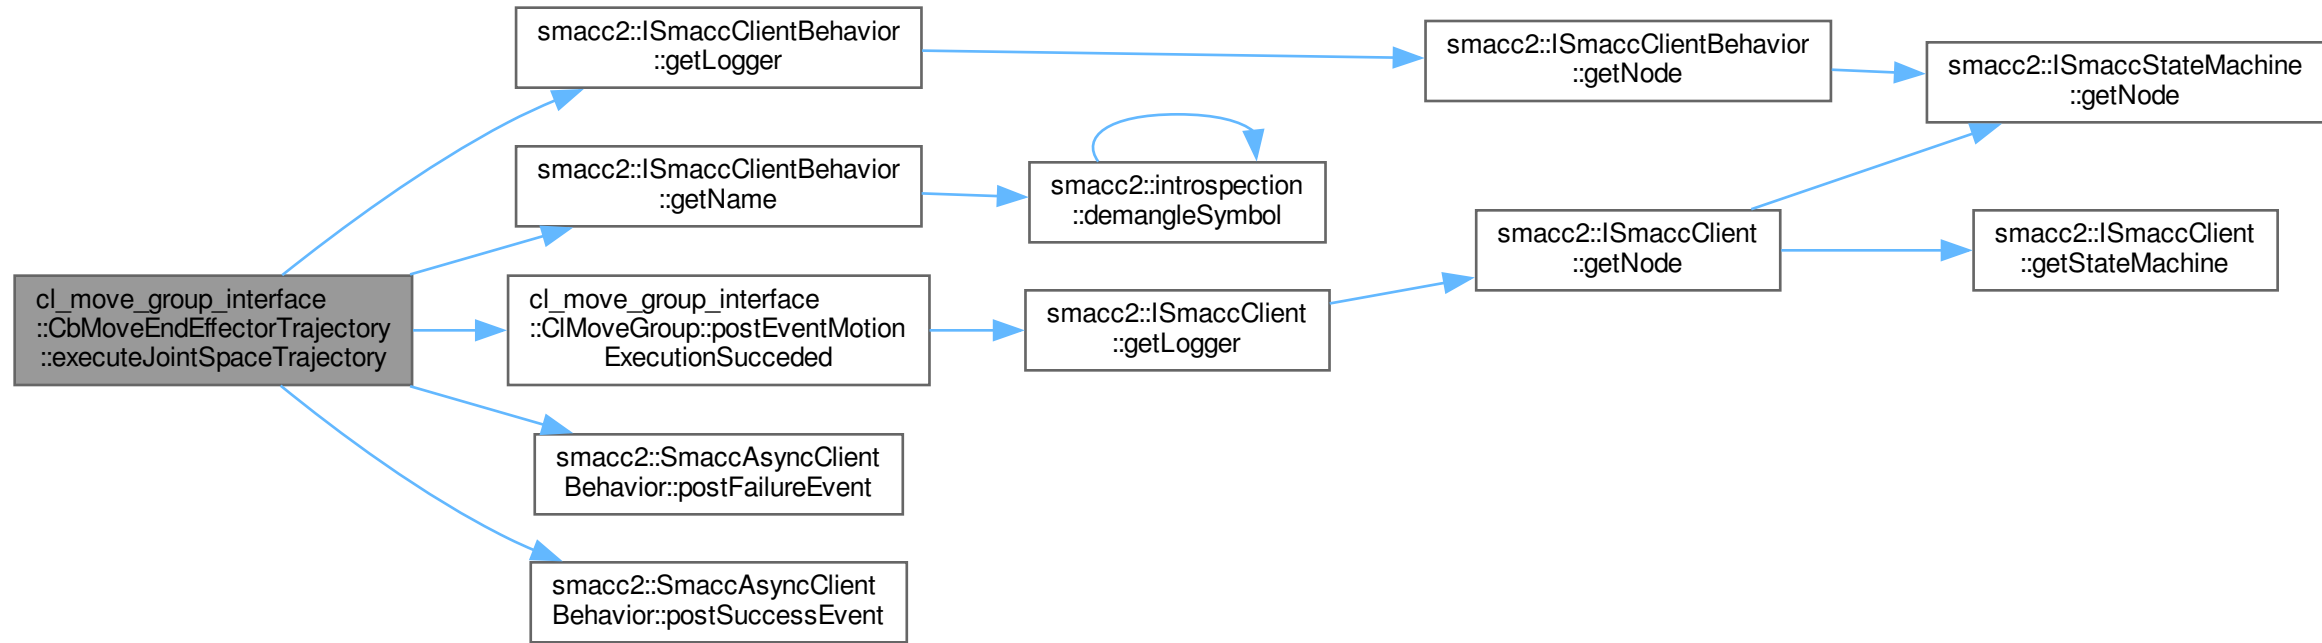 smacc2::ISmaccClientBehavior
::getLogger
smacc2::ISmaccClientBehavior
::getNode
smacc2::ISmaccStateMachine
::getNode
smacc2::ISmaccClientBehavior
::getName
smacc2::introspection
::demangleSymbol
smacc2::ISmaccClient
::getNode
smacc2::ISmaccClient
::getStateMachine
cl_move_group_interface
::CbMoveEndEffectorTrajectory
::executeJointSpaceTrajectory
cl_move_group_interface
::ClMoveGroup::postEventMotion
ExecutionSucceded
smacc2::ISmaccClient
::getLogger
smacc2::SmaccAsyncClient
Behavior::postFailureEvent
smacc2::SmaccAsyncClient
Behavior::postSuccessEvent